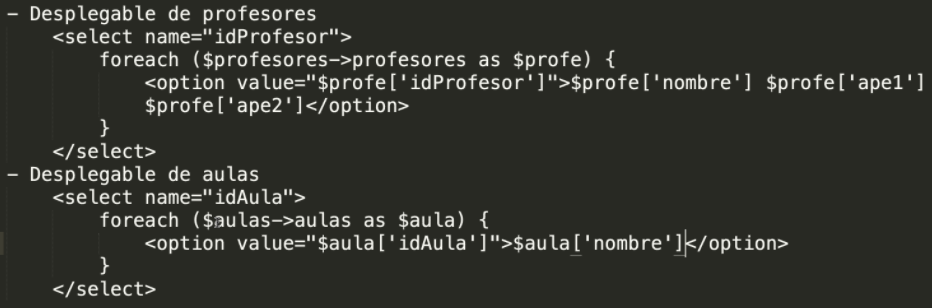 – Desplegable de profesores
<select name="idProfesor">
foreach ($profesores->profesores as $profe) {
<option value="$profe['idProfesor']">$profe['nombre'] $profe['ape1']
$profe['ape2']</option>
}
</select>
– Desplegable de aulas
<select name="idAula">
foreach ($aulas->aulas as $aula) {
<option value="$aula['idAula']">$aula['nombre']</option>
}
</select>